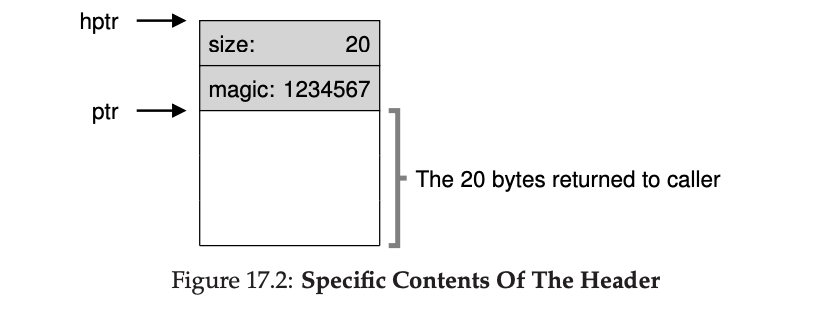 hptr
size: 20
magic: 1234567
ptr
The 20 bytes returned to caller
Figure 17.2: Specific Contents Of The Header